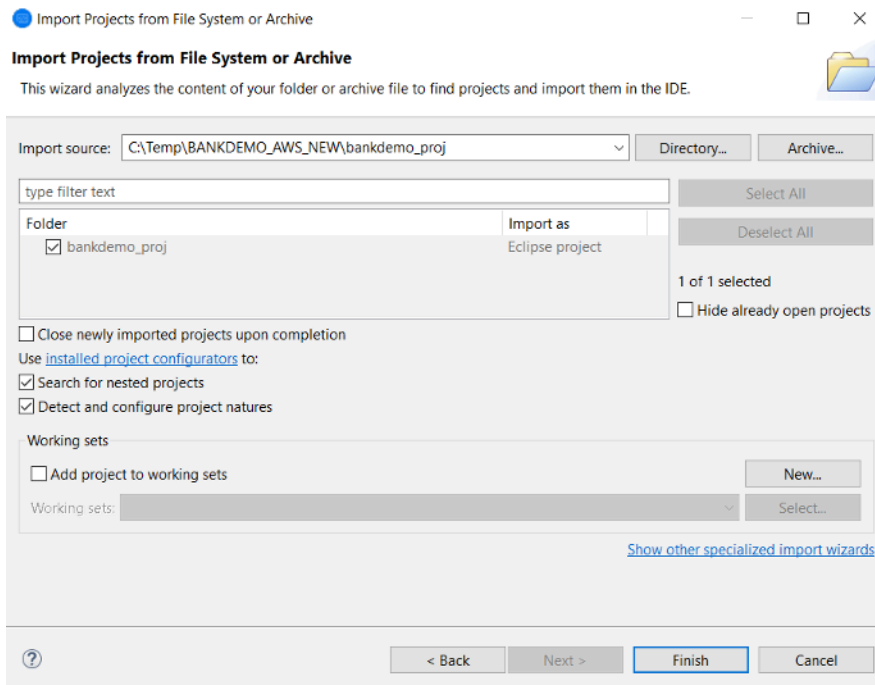 Import Projects from File System or Archive
Import Projects from File System or Archive
This wizard analyzes the content of your folder or archive file to find projects and import them in the IDE.
Import source: C:\Temp\BANKDEMO_AWS_NEW\bankdemo_proj Directory... Archive...
type filter text Select All
Folder Import as
Deselect All
bankdemo_proj Eclipse project
1 of 1 selected
Hide already open projects
Close newly imported projects upon completion
Use installed project configurators to:
Search for nested projects
Detect and configure project natures
Working sets
Add project to working sets New...
Working sets: Select...
Show other specialized import wizards
? < Back Next > Finish Cancel